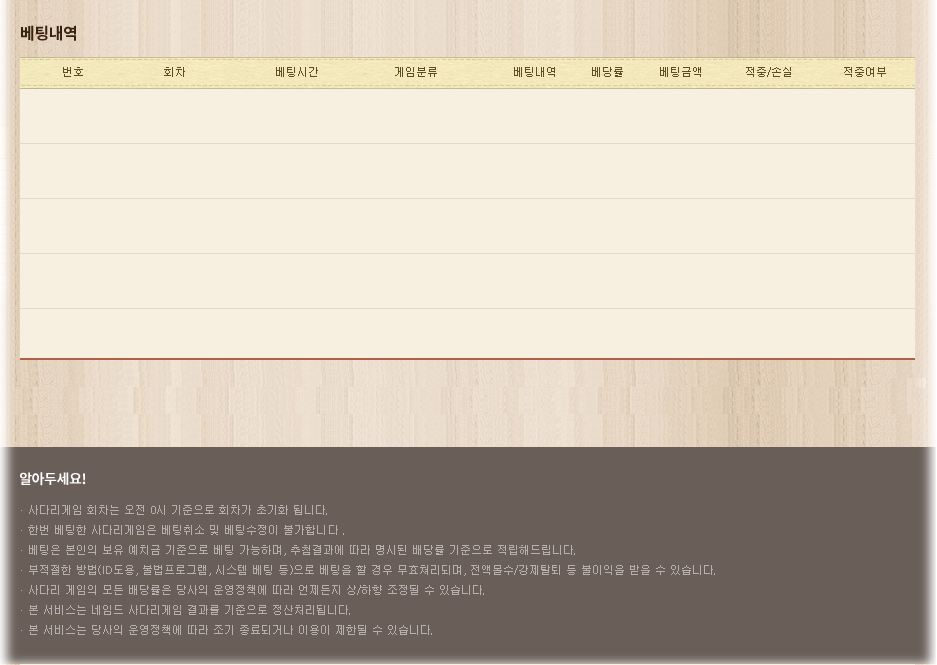 베팅내역
번호 회차 베팅시간 게임분류 베팅내역 베당률 베팅금액 적중/손실 적중여부
알아두세요!
· 사다리게임 회차는 오전 0시 기준으로 회차가 초기화 됩니다.
· 한번 베팅한 사다리게임은 베팅취소 및 베팅수정이 불가합니다.
· 베팅은 본인의 보유 예치금 기준으로 베팅 가능하며, 추첨결과에 따라 명시된 배당률 기준으로 적립해드립니다.
· 부적절한 방법(ID도용, 불법프로그램, 시스템 베팅 등)으로 베팅을 할 경우 무효처리되며, 전액몰수/강제탈퇴 등 불이익을 받을 수 있습니다.
· 사다리 게임의 모든 배당률은 당사의 운영정책에 따라 언제든지 상/하향 조정될 수 있습니다.
· 본 서비스는 네임드 사다리게임 결과를 기준으로 정산처리됩니다.
· 본 서비스는 당사의 운영정책에 따라 조기 종료되거나 이용이 제한될 수 있습니다.